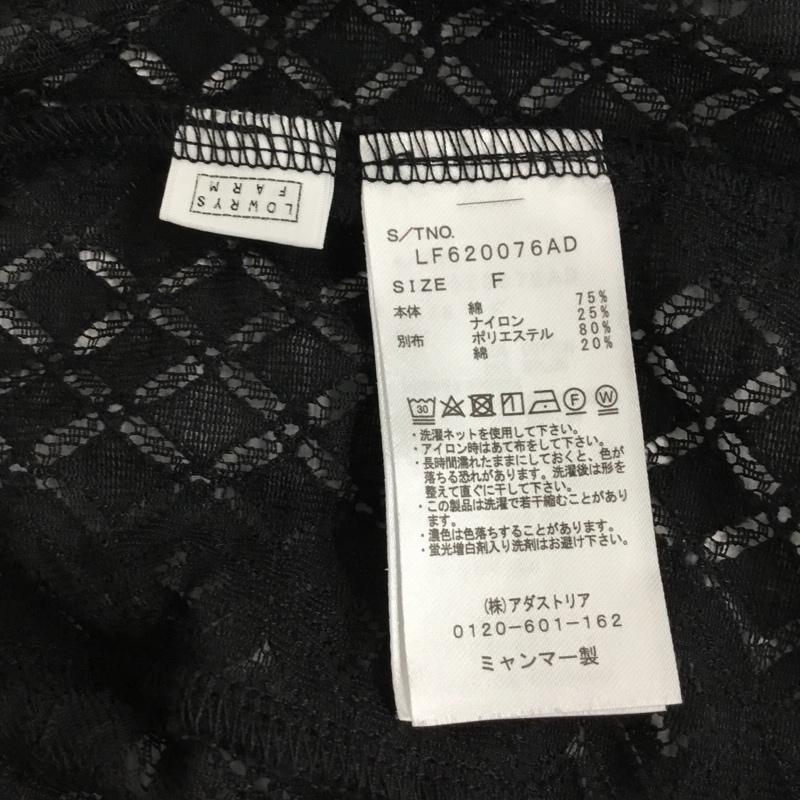 LOWRYS
FARM
S/TNO.
LF620076AD
SIZE F
本体 綿 75%
ナイロン 25%
別布 ポリエステル 80%
綿 20%
30 F W
・洗濯ネットを使用して下さい。
・アイロン時はあて布をして下さい。
・長時間濡れたままにしておくと、色が
落ちる恐れがあります。洗濯後は形を
整えて直ぐに干して下さい。
・この製品は洗濯で若干縮むことがあり
ます。
・濃色は色落ちすることがあります。
・蛍光増白剤入り洗剤はお避け下さい。
(株)アダストリア
0120-601-162
ミャンマー製